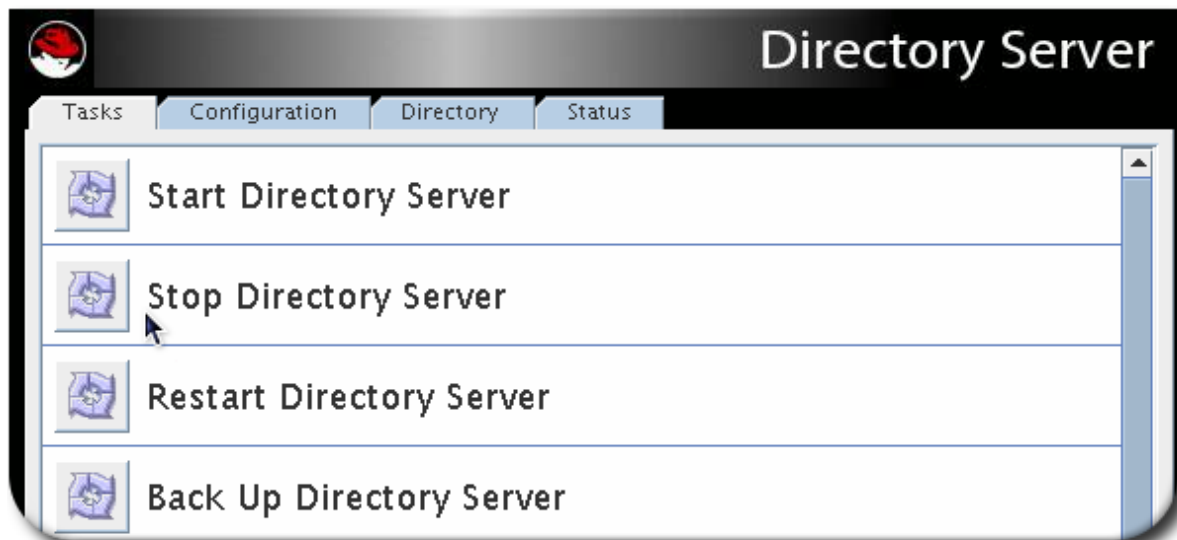 Directory Server
Tasks Configuration Directory Status
Start Directory Server
Stop Directory Server
Restart Directory Server
Back Up Directory Server